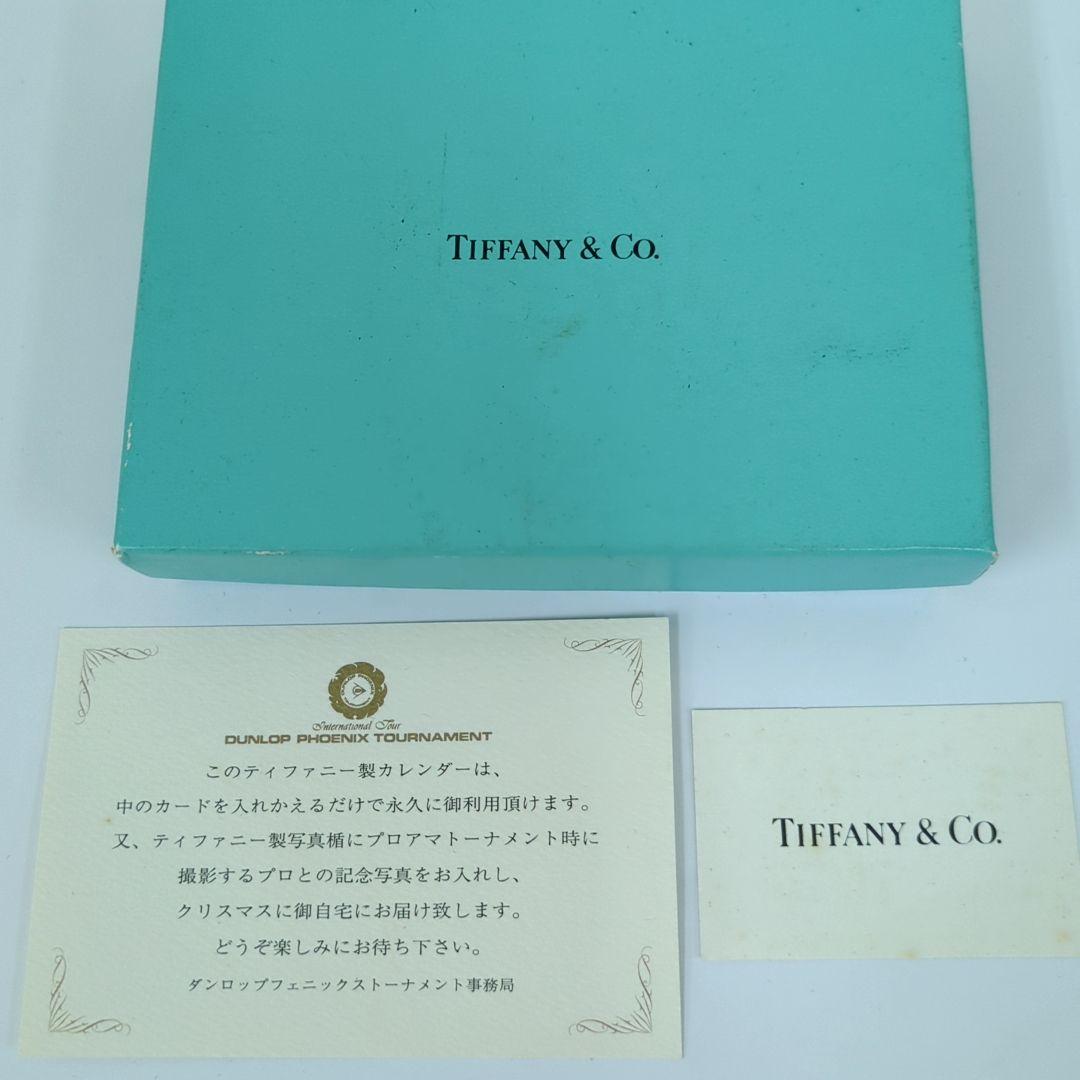 TIFFANY & CO.
International Tour
DUNLOP PHOENIX TOURNAMENT
このティファニー製カレンダーは、
中のカードを入れかえるだけで永久に御利用頂けます。
又、ティファニー製写真楯にプロアマトーナメント時に
撮影するプロとの記念写真をお入れし、
クリスマスに御自宅にお届け致します。
どうぞ楽しみにお待ち下さい。
ダンロップフェニックストーナメント事務局
TIFFANY & CO.